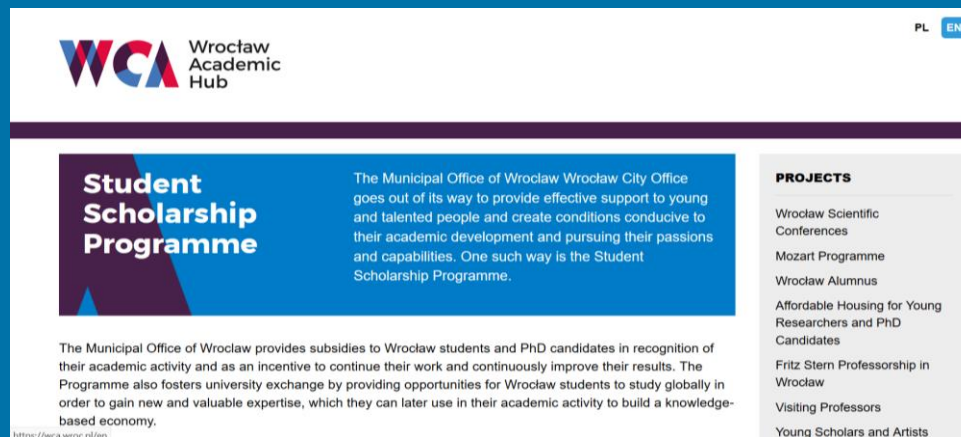 PL EN
WCA Wrocław
Academic
Hub
Student
Scholarship
Programme
The Municipal Office of Wroclaw Wrocław City Office
goes out of its way to provide effective support to young
and talented people and create conditions conducive to
their academic development and pursuing their passions
and capabilities. One such way is the Student
Scholarship Programme.
The Municipal Office of Wroclaw provides subsidies to Wrocław students and PhD candidates in recognition of
their academic activity and as an incentive to continue their work and continuously improve their results. The
Programme also fosters university exchange by providing opportunities for Wrocław students to study globally in
order to gain new and valuable expertise, which they can later use in their academic activity to build a knowledge-
based economy.
https://wca.wroc.pl/en
PROJECTS
Wrocław Scientific
Conferences
Mozart Programme
Wrocław Alumnus
Affordable Housing for Young
Researchers and PhD
Candidates
Fritz Stern Professorship in
Wrocław
Visiting Professors
Young Scholars and Artists